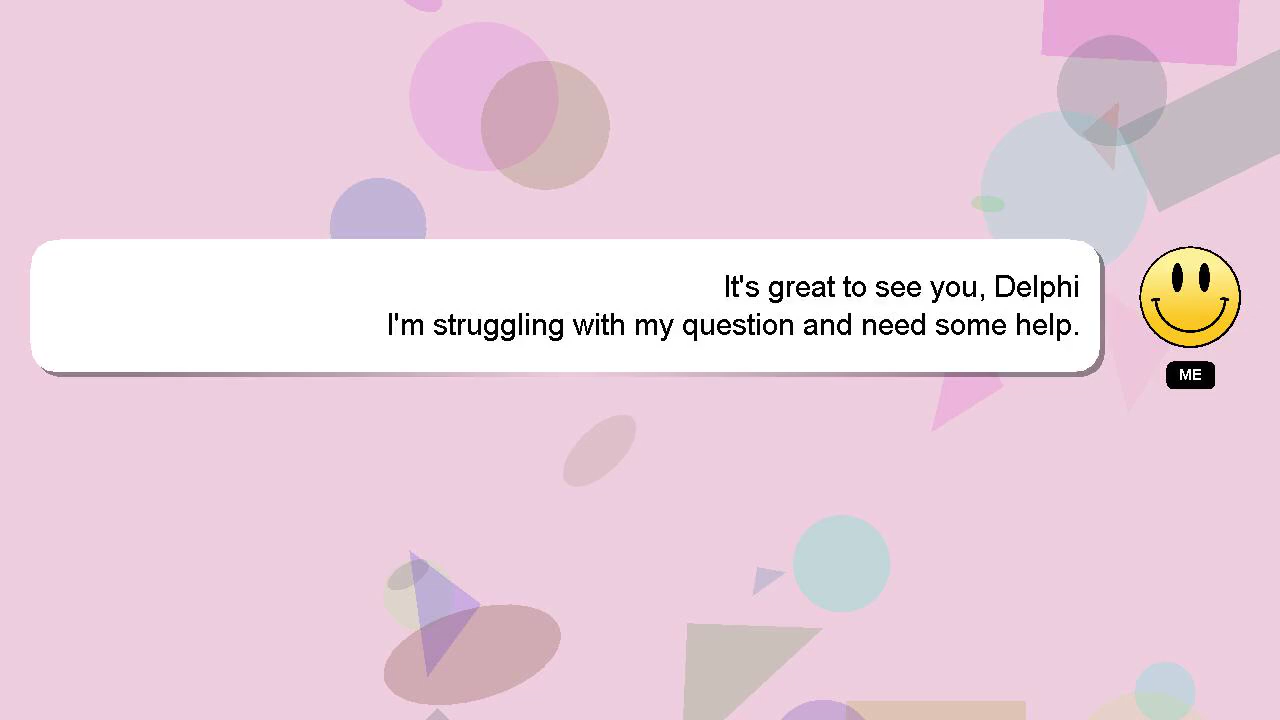 It's great to see you, Delphi
I'm struggling with my question and need some help.
ME